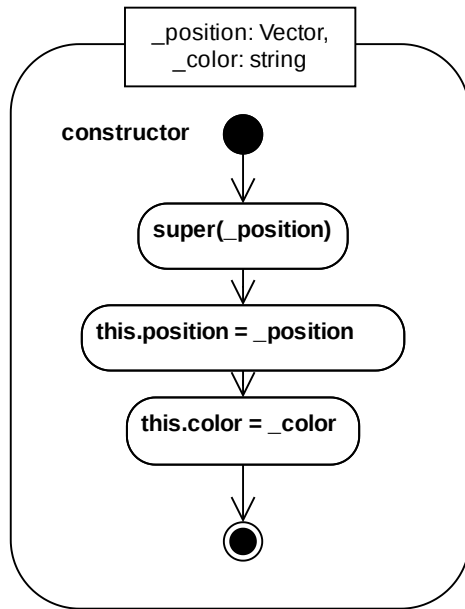 _position: Vector,
_color: string
constructor
super(_position)
this.position = _position
this.color = _color